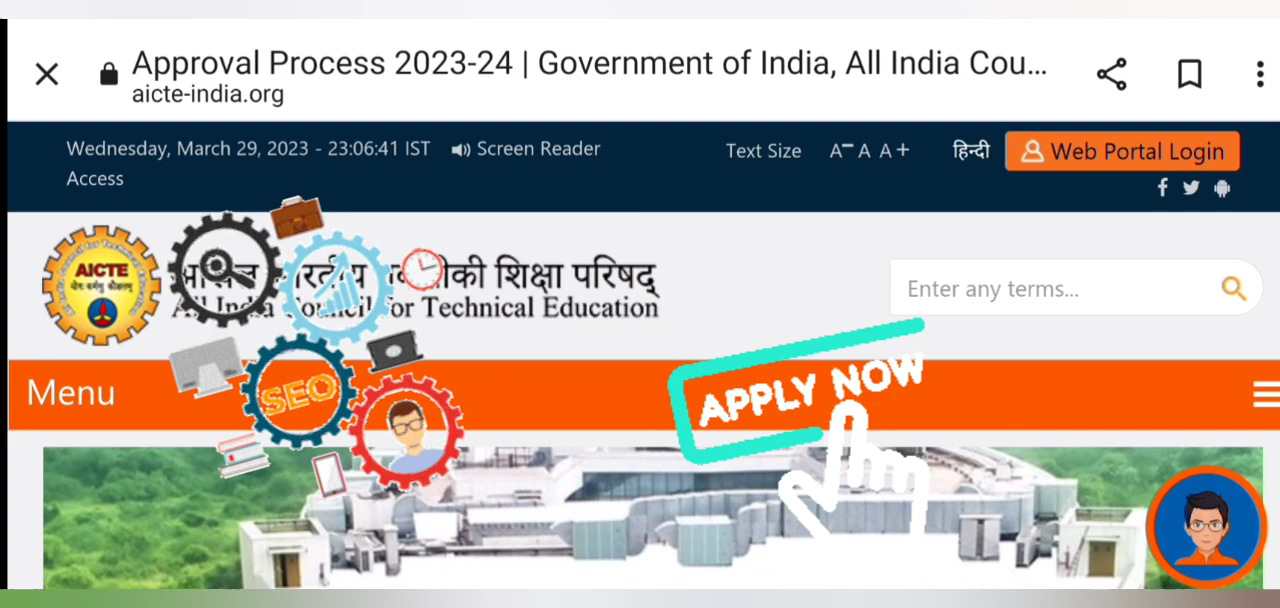 Approval Process 2023-24 | Government of India, All India Cou...
aicte-india.org
Wednesday, March 29, 2023 - 23:06:41 IST Screen Reader
Access
Text Size A- A A+ हिन्दी Web Portal Login
AICTE
की शिक्षा परिषद्
for Technical Education
Enter any terms...
Menu
SEO
APPLY NOW